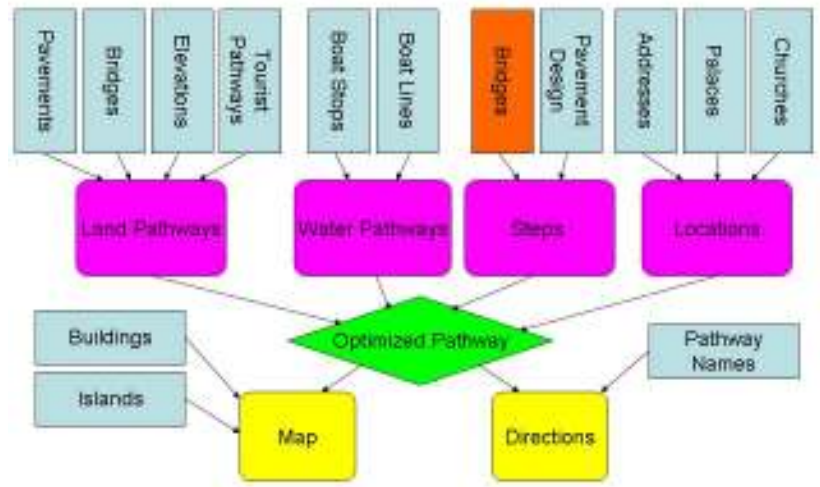 Pavements
Bridges
Elevations
Tourist
Pathways
Boat Stops
Boat Lines
Bridges
Pavement
Design
Addresses
Palaces
Churches
Land Pathways
Water Pathways
Steps
Locations
Optimized Pathway
Buildings
Islands
Pathway
Names
Map
Directions